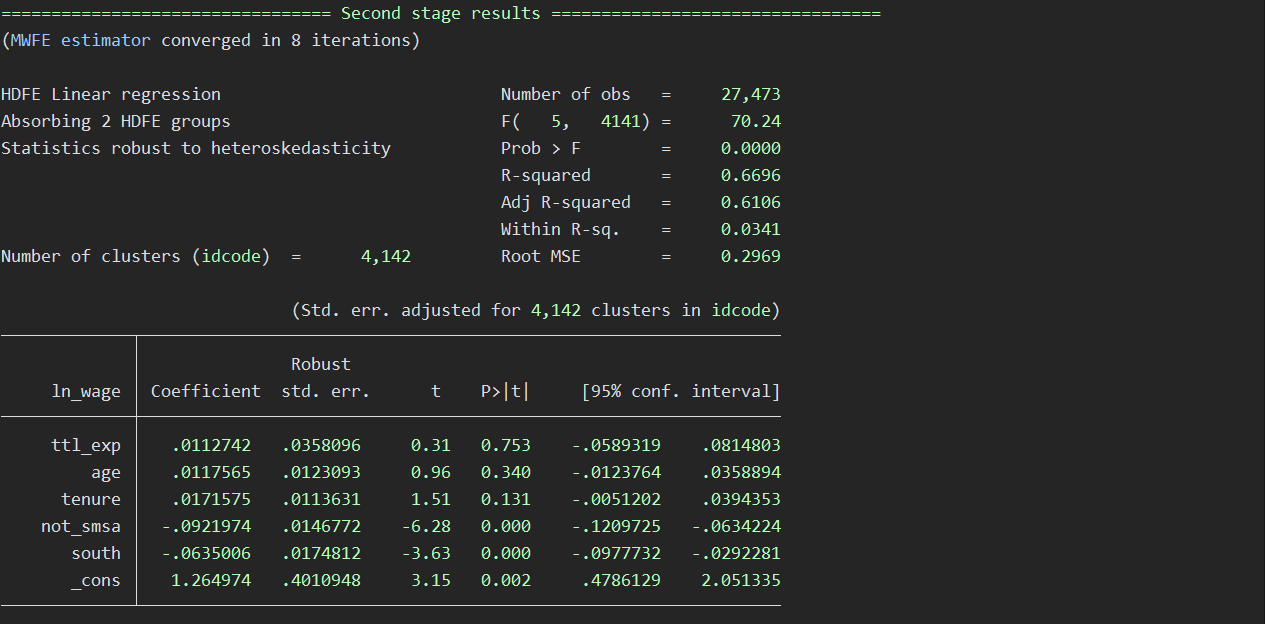 ================================= Second stage results =================================
(MWFE estimator converged in 8 iterations)
HDFE Linear regression                            Number of obs   =     27,473
Absorbing 2 HDFE groups                           F(   5,   4141) =      70.24
Statistics robust to heteroskedasticity           Prob > F        =     0.0000
                                                  R-squared       =     0.6696
                                                  Adj R-squared   =     0.6106
                                                  Within R-sq.    =     0.0341
Number of clusters (idcode)  =      4,142         Root MSE        =     0.2969
                             (Std. err. adjusted for 4,142 clusters in idcode)
                             Robust
     ln_wage   Coefficient  std. err.      t    P>|t|     [95% conf. interval]
     ttl_exp     .0112742   .0358096     0.31   0.753    -.0589319    .0814803
         age     .0117565   .0123093     0.96   0.340    -.0123764    .0358894
      tenure     .0171575   .0113631     1.51   0.131    -.0051202    .0394353
    not_smsa    -.0921974   .0146772    -6.28   0.000    -.1209725   -.0634224
       south    -.0635006   .0174812    -3.63   0.000    -.0977732   -.0292281
       _cons     1.264974   .4010948     3.15   0.002     .4786129    2.051335